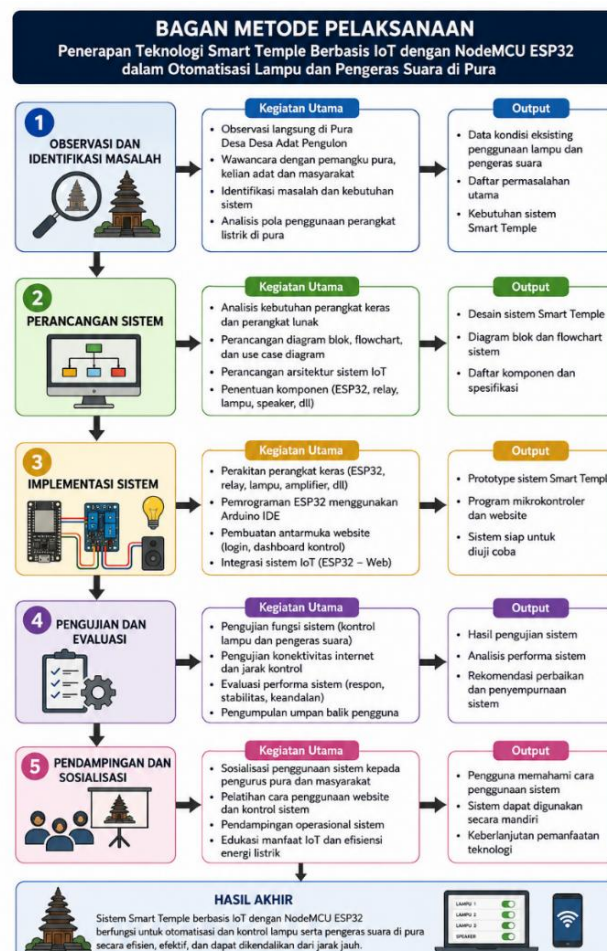 BAGAN METODE PELAKSANAAN
Penerapan Teknologi Smart Temple Berbasis IoT dengan NodeMCU ESP32
dalam Otomatisasi Lampu dan Pengeras Suara di Pura
1
OBSERVASI DAN
IDENTIFIKASI MASALAH
Kegiatan Utama
• Observasi langsung di Pura
Desa Desa Adat Pengulon
• Wawancara dengan pemangku pura,
kelian adat dan masyarakat
• Identifikasi masalah dan kebutuhan
sistem
• Analisis pola penggunaan perangkat
listrik di pura
Output
• Data kondisi eksisting
penggunaan lampu dan
pengeras suara
• Daftar permasalahan
utama
• Kebutuhan sistem
Smart Temple
2
PERANCANGAN SISTEM
Kegiatan Utama
• Analisis kebutuhan perangkat keras
dan perangkat lunak
• Perancangan diagram blok, flowchart,
dan use case diagram
• Perancangan arsitektur sistem IoT
• Penentuan komponen (ESP32, relay,
lampu, speaker, dll)
Output
• Desain sistem Smart Temple
• Diagram blok dan flowchart
sistem
• Daftar komponen dan
spesifikasi
3
IMPLEMENTASI SISTEM
Kegiatan Utama
• Perakitan perangkat keras (ESP32,
relay, lampu, amplifier, dll)
• Pemrograman ESP32 menggunakan
Arduino IDE
• Pembuatan antarmuka website
(login, dashboard kontrol)
• Integrasi sistem IoT (ESP32 – Web)
Output
• Prototype sistem Smart Templ
• Program mikrokontroler
dan website
• Sistem siap untuk
diuji coba
4
PENGUJIAN DAN
EVALUASI
Kegiatan Utama
• Pengujian fungsi sistem (kontrol
lampu dan pengeras suara)
• Pengujian konektivitas internet
dan jarak kontrol
• Evaluasi performa sistem (respon,
stabilitas, keandalan)
• Pengumpulan umpan balik pengguna
Output
• Hasil pengujian sistem
• Analisis performa sistem
• Rekomendasi perbaikan
dan penyempurnaan
sistem
5
PENDAMPINGAN DAN
SOSIALISASI
Kegiatan Utama
• Sosialisasi penggunaan sistem kepada
pengurus pura dan masyarakat
• Pelatihan cara penggunaan website
dan kontrol sistem
• Pendampingan operasional sistem
• Edukasi manfaat IoT dan efisiensi
energi listrik
Output
• Pengguna memahami cara
penggunaan sistem
• Sistem dapat digunakan
secara mandiri
• Keberlanjutan pemanfaatan
teknologi
HASIL AKHIR
Sistem Smart Temple berbasis IoT dengan NodeMCU ESP32
berfungsi untuk otomatisasi dan kontrol lampu serta pengeras suara di pura
secara efisien, efektif, dan dapat dikendalikan dari jarak jauh.
LAMPU 1
LAMPU 2
LAMPU 3
SPEAKER